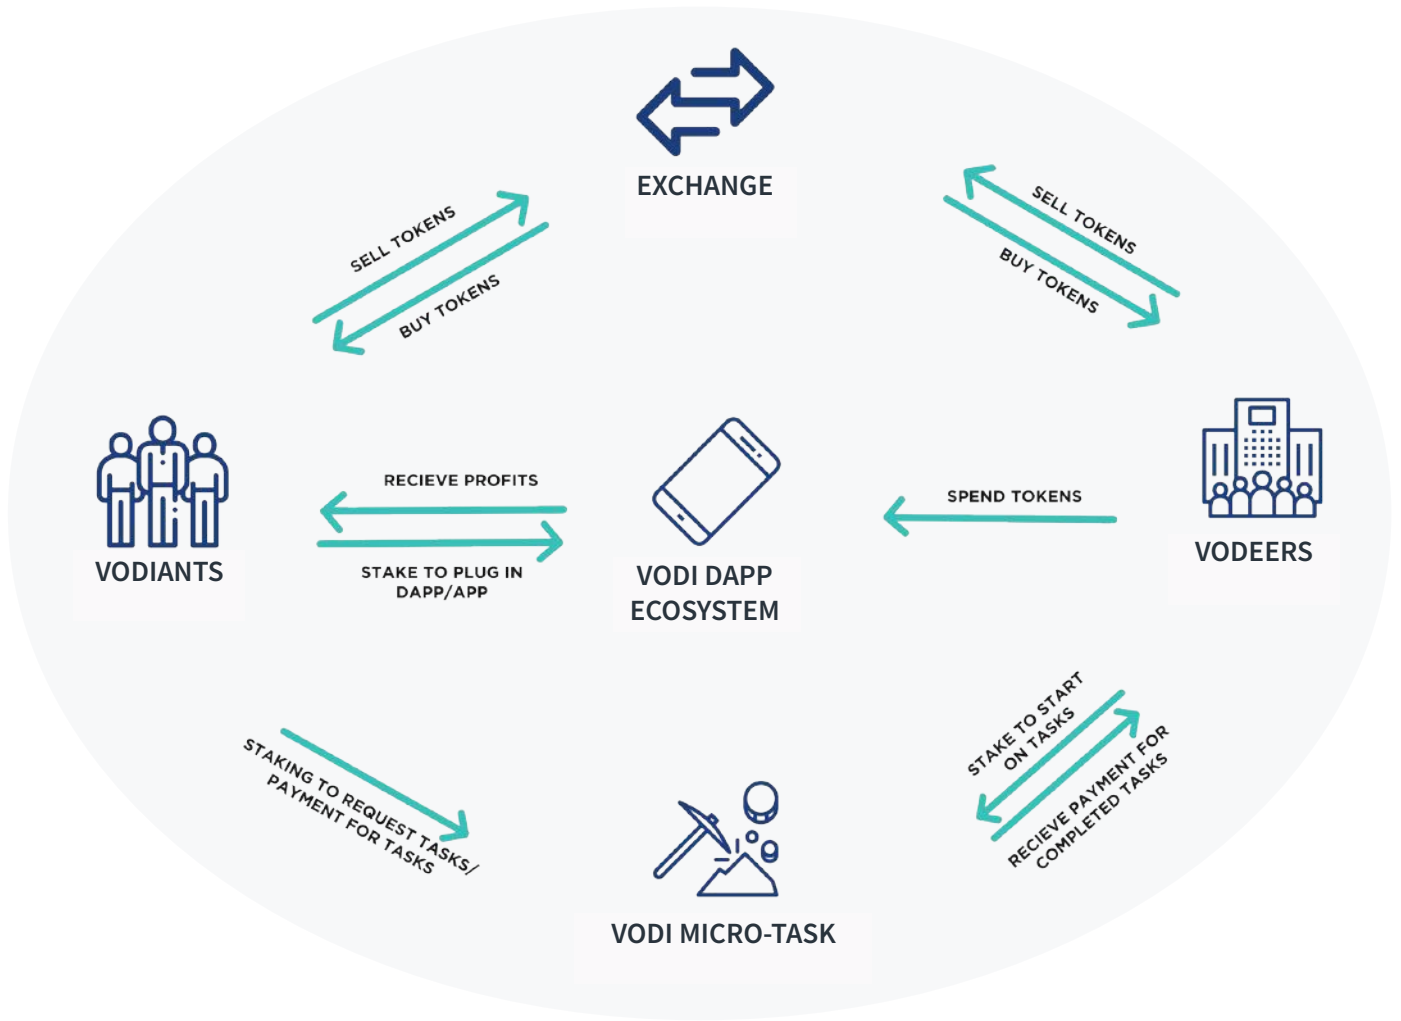 EXCHANGE
SELL TOKENS
BUY TOKENS
SELL TOKENS
BUY TOKENS
VODIANTS
RECIEVE PROFITS
STAKE TO PLUG IN
DAPP/APP
VODI DAPP
ECOSYSTEM
SPEND TOKENS
VODEERS
STAKING TO REQUEST TASKS/
PAYMENT FOR TASKS
VODI MICRO-TASK
STAKE TO START
ON TASKS
RECIEVE PAYMENT FOR
COMPLETED TASKS